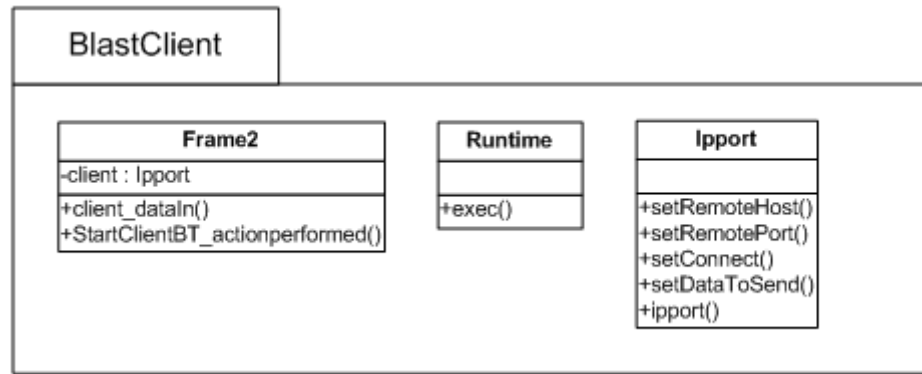 BlastClient
Frame2
-client : Ipport
+client_dataIn()
+StartClientBT_actionperformed()
Runtime
+exec()
Ipport
+setRemoteHost()
+setRemotePort()
+setConnect()
+setDataToSend()
+ipport()